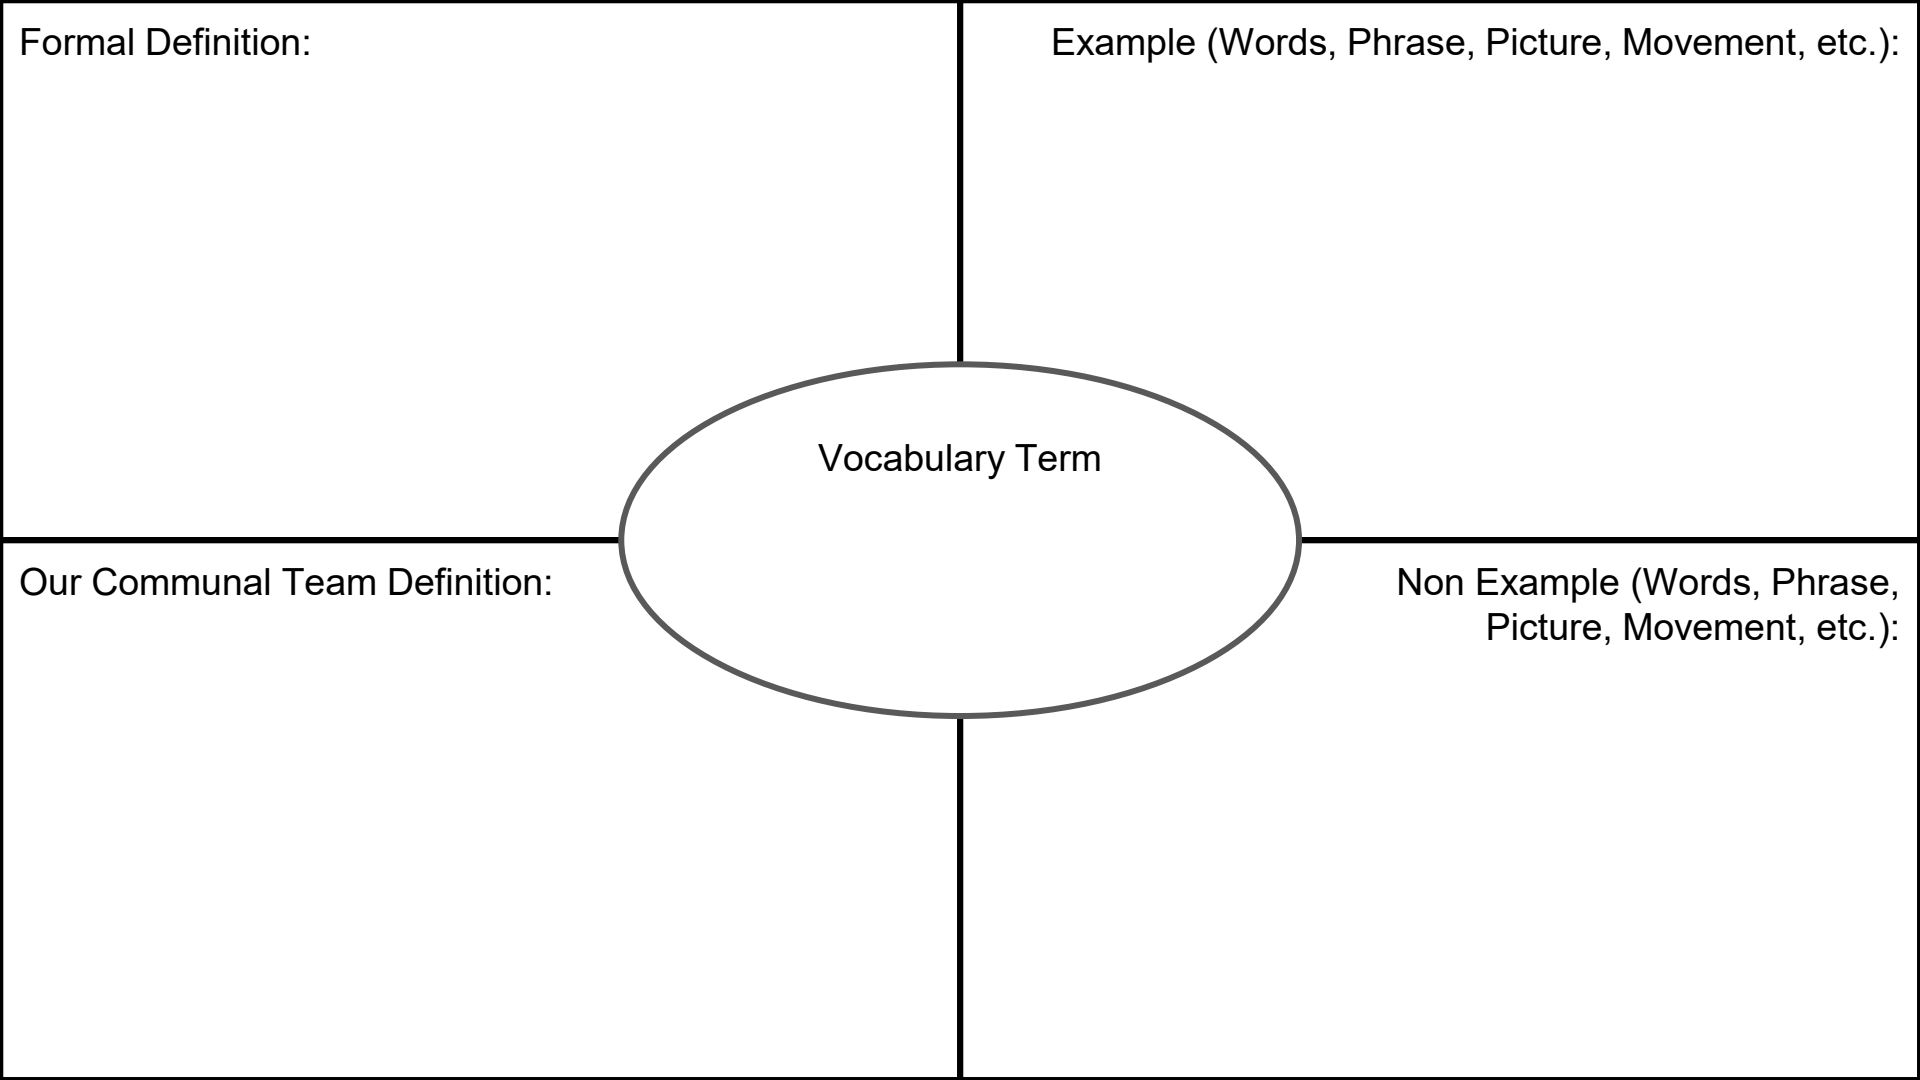 Formal Definition:
Example (Words, Phrase, Picture, Movement, etc.):
Vocabulary Term
Our Communal Team Definition:
Non Example (Words, Phrase,
Picture, Movement, etc.):